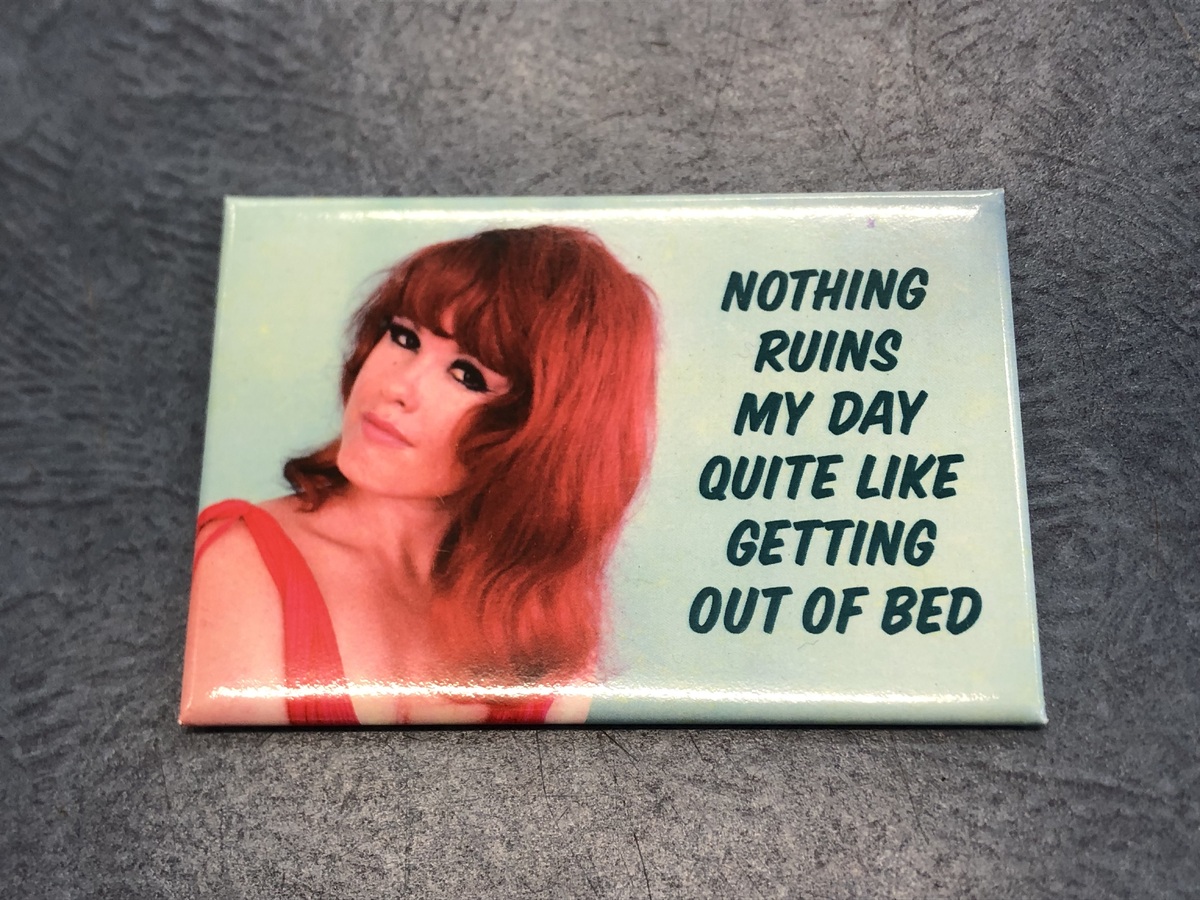 NOTHING
RUINS
MY DAY
QUITE LIKE
GETTING
OUT OF BED